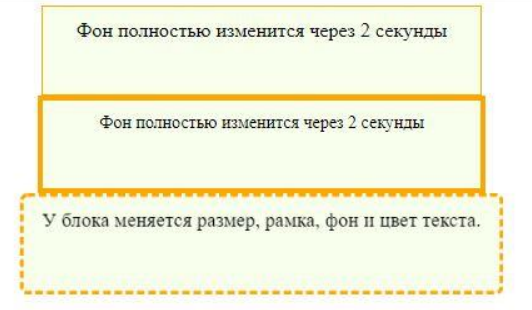 Фон полностью изменится через 2 секунды
Фон полностью изменится через 2 секунды
У блока меняется размер, рамка, фон и цвет текста.